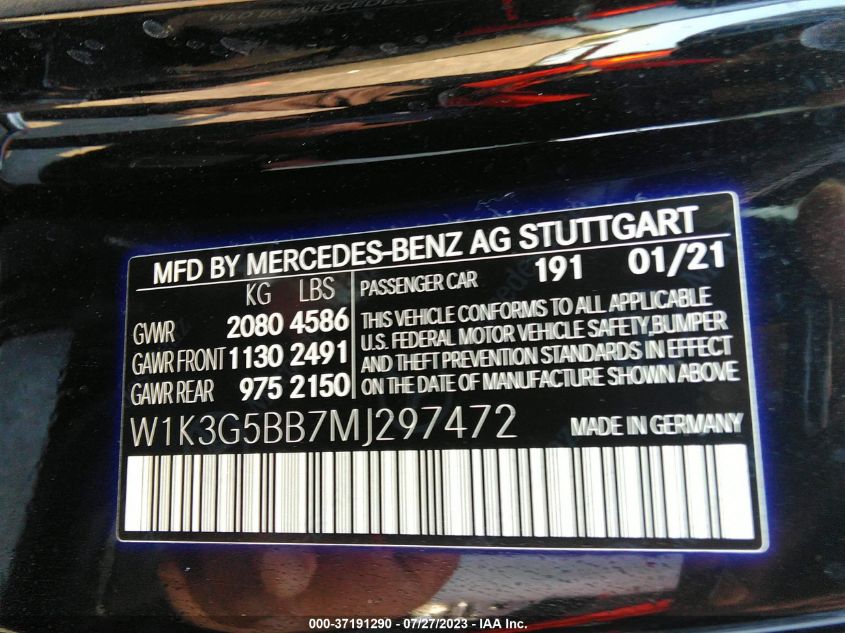 MFD BY MERCEDES-BENZ AG STUTTGART
KG LBS
GVWR 2080 4586
GAWR FRONT 1130 2491
GAWR REAR 975 2150
PASSENGER CAR 191 01/21
THIS VEHICLE CONFORMS TO ALL APPLICABLE
U.S. FEDERAL MOTOR VEHICLE SAFETY,BUMPER
AND THEFT PREVENTION STANDARDS IN EFFECT
ON THE DATE OF MANUFACTURE SHOWN ABOVE
W1K3G5BB7MJ297472 MADE IN GERMANY
000-37191290 - 07/27/2023 - IAA Inc.